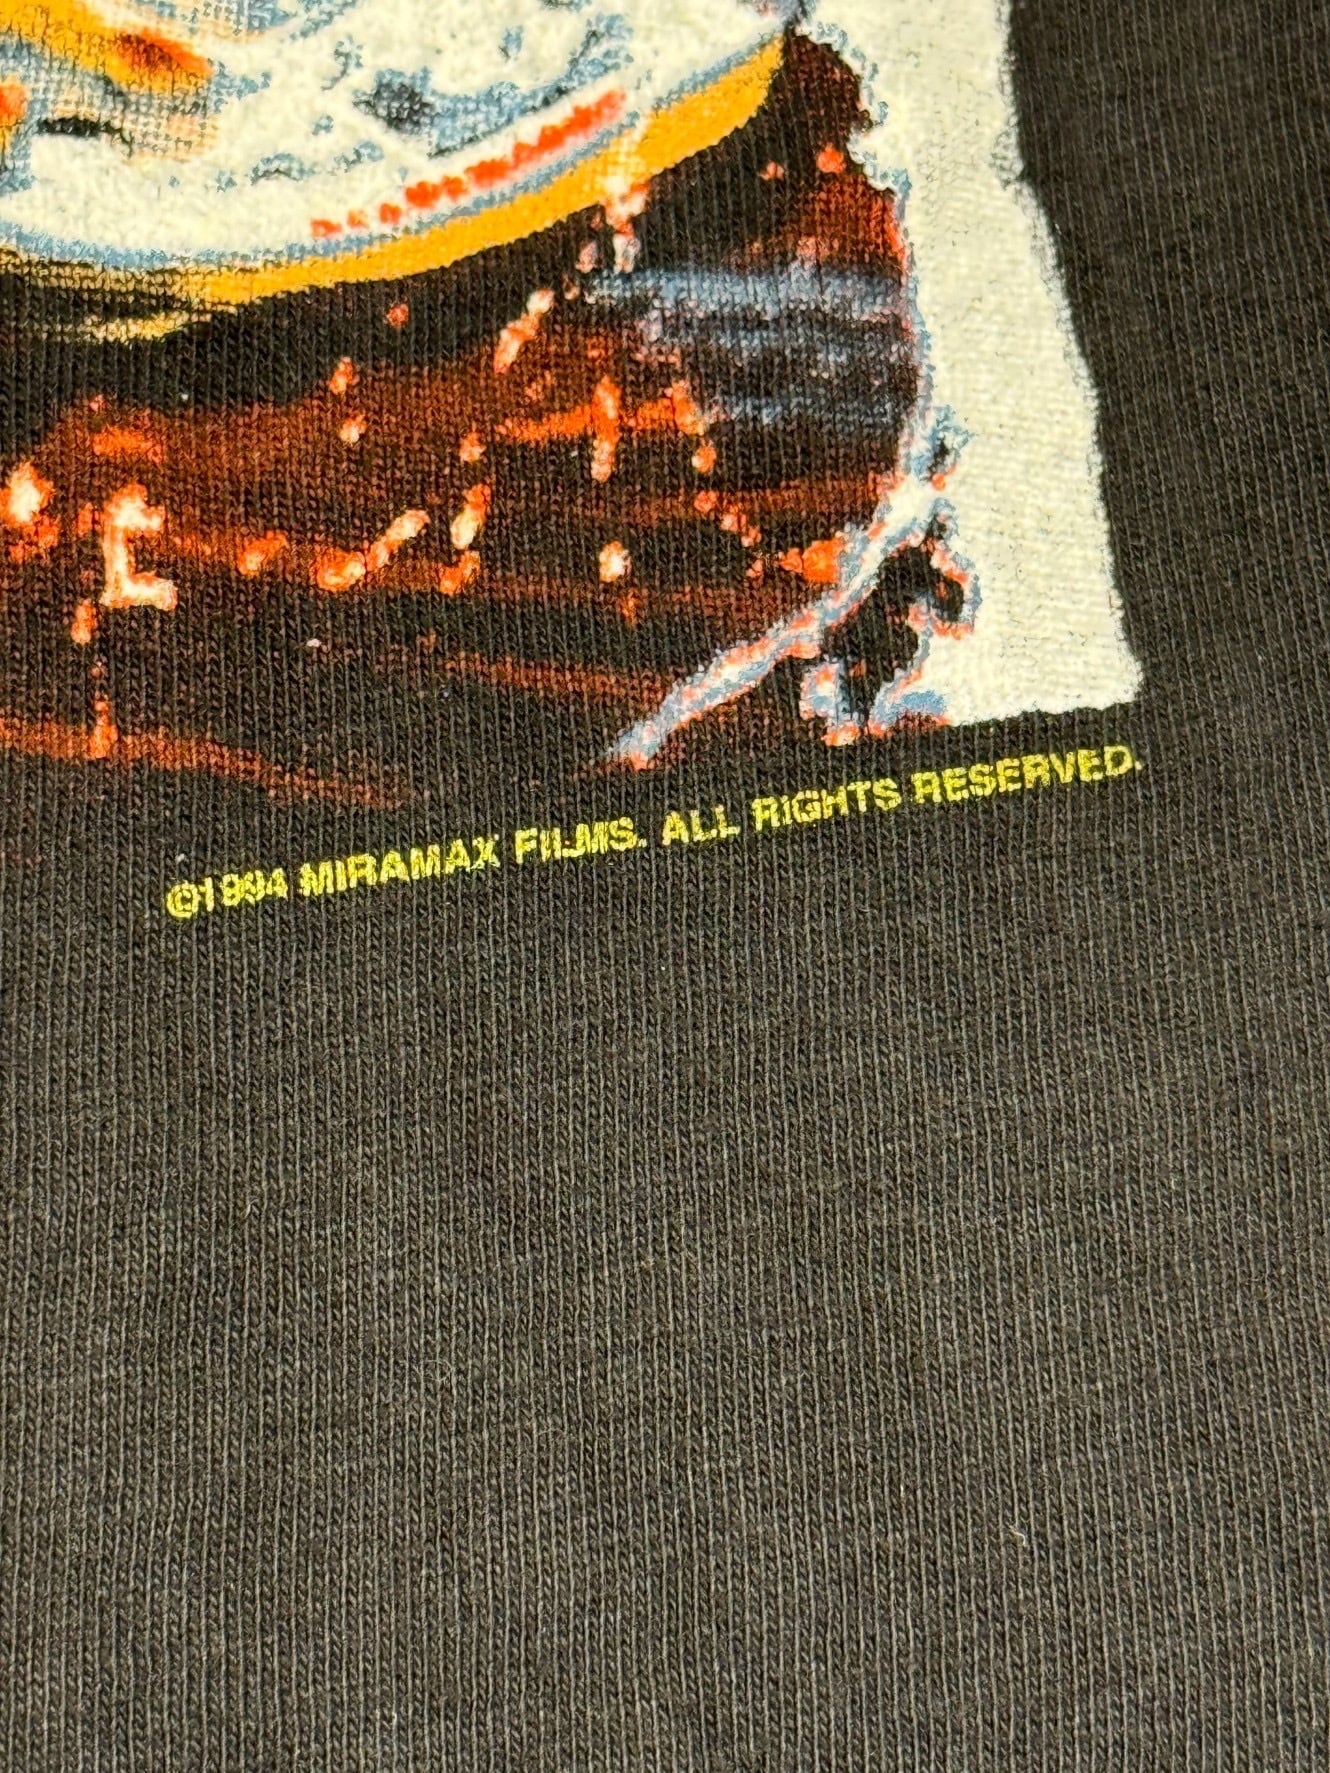 ©1994 MIRAMAX FILMS. ALL RIGHTS RESERVED.